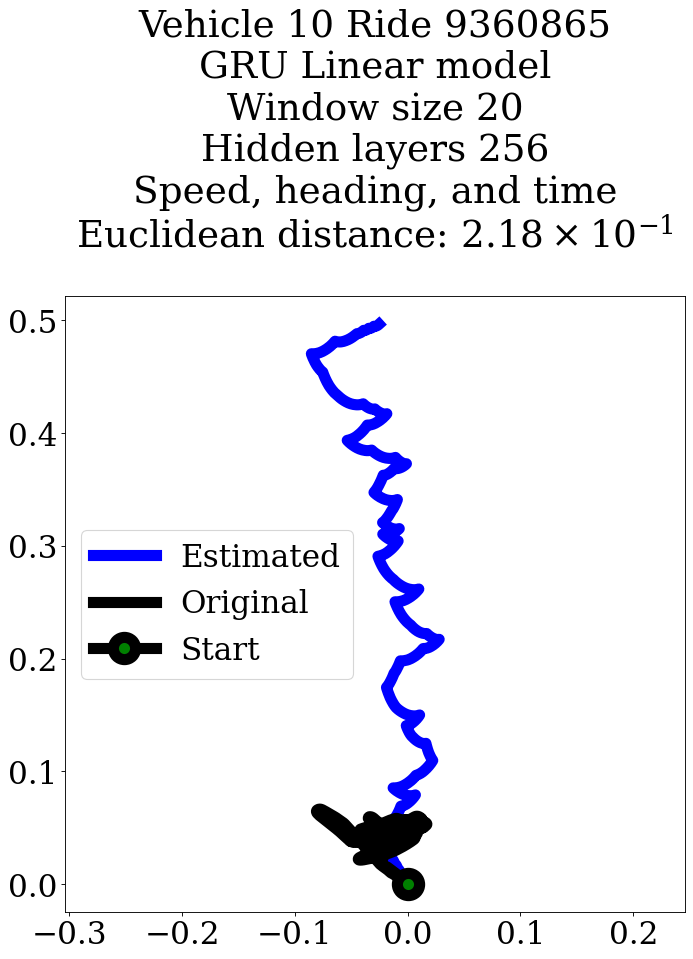 Vehicle 10 Ride 9360865
GRU Linear model
Window size 20
Hidden layers 256
Speed, heading, and time
Euclidean distance: 2.18 × 10⁻¹
0.5
0.4
0.3
0.2
0.1
0.0
Estimated
Original
Start
−0.3 −0.2 −0.1 0.0 0.1 0.2